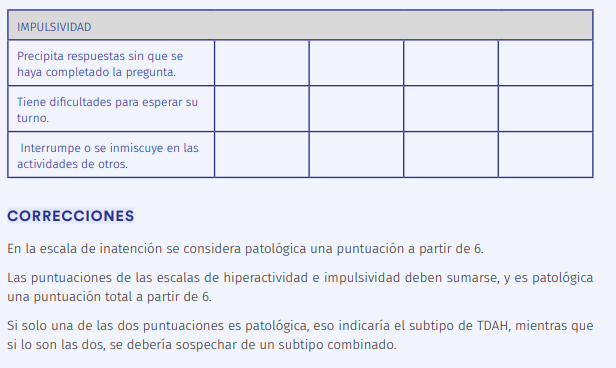 IMPULSIVIDAD
Precipita respuestas sin que se
haya completado la pregunta.
Tiene dificultades para esperar su
turno.
Interrumpe o se inmiscuye en las
actividades de otros.
CORRECCIONES
En la escala de inatención se considera patológica una puntuación a partir de 6.
Las puntuaciones de las escalas de hiperactividad e impulsividad deben sumarse, y es patológica
una puntuación total a partir de 6.
Si solo una de las dos puntuaciones es patológica, eso indicaría el subtipo de TDAH, mientras que
si lo son las dos, se debería sospechar de un subtipo combinado.